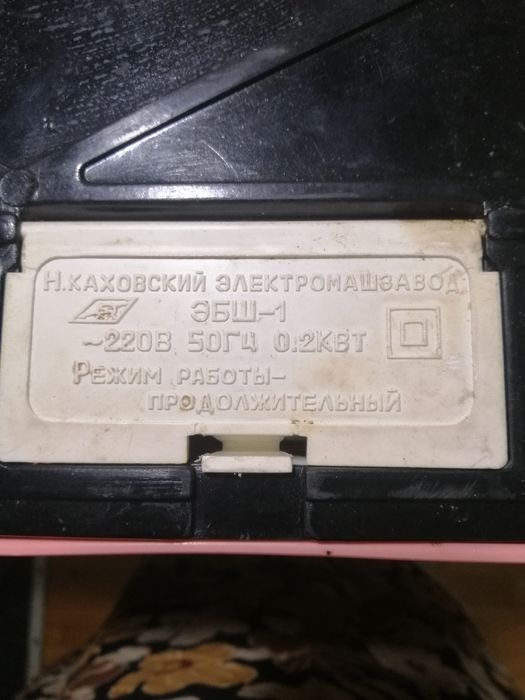 Н.КАХОВСКИЙ ЭЛЕКТРОМАШЗАВОД
ЭБШ-1
~220В 50ГЦ 0.2КВТ
РЕЖИМ РАБОТЫ-
ПРОДОЛЖИТЕЛЬНЫЙ